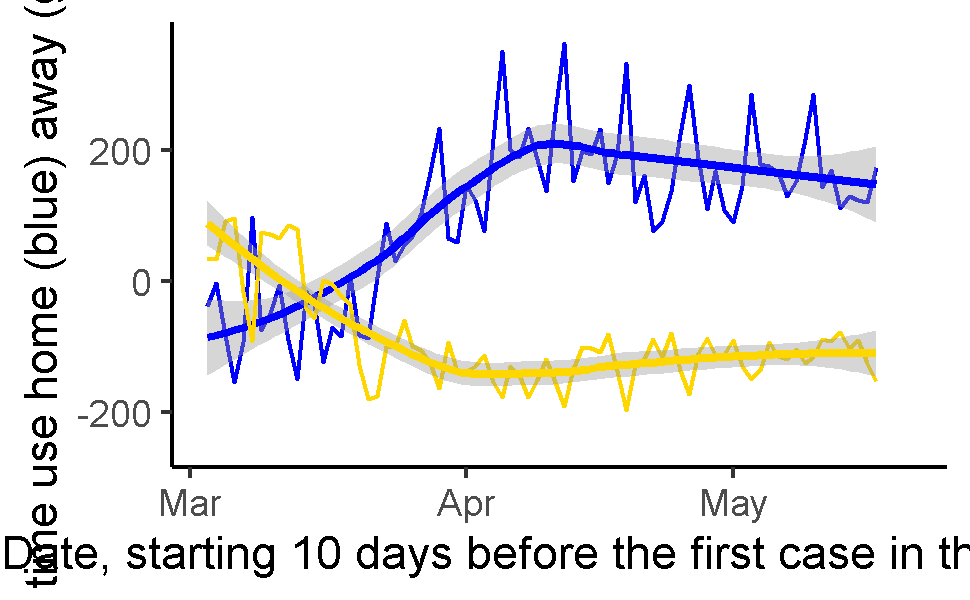 time use home (blue) away (
200
0
-200
Mar Apr May
Date, starting 10 days before the first case in th